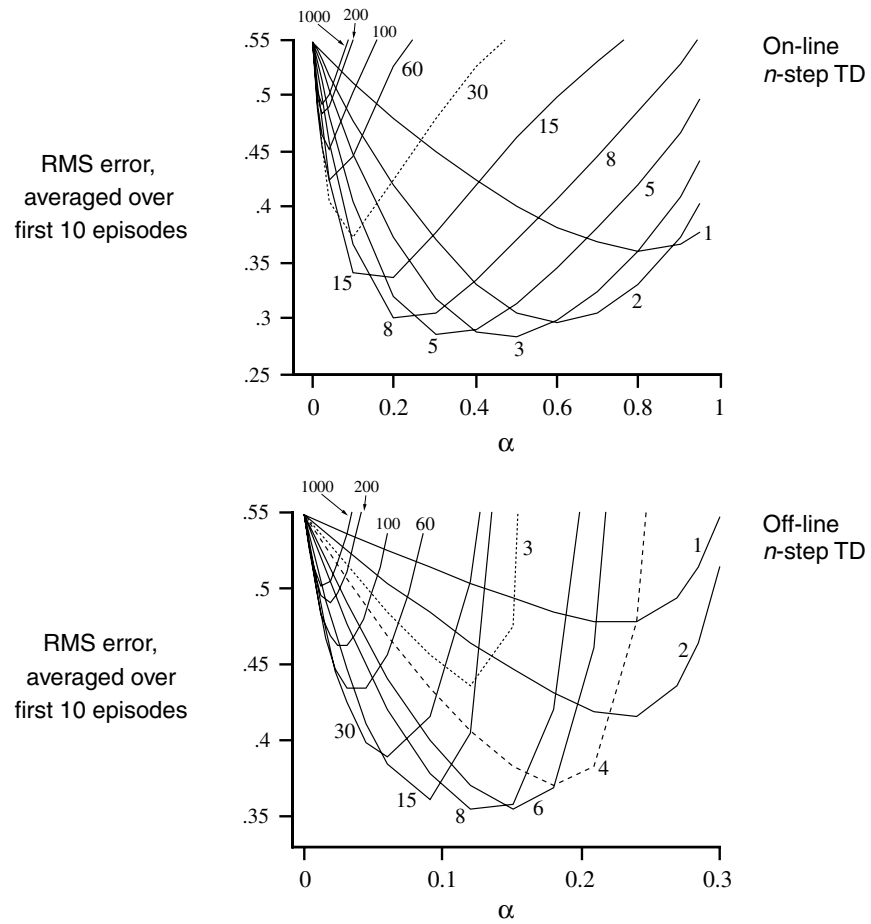 1000 200
100
.55
60
On-line
n-step TD
.5
30
15
.45
8
RMS error,
averaged over
first 10 episodes
5
.4
1
.35
15
2
.3
8
5
3
.25
0 0.2 0.4 0.6 0.8 1
α
1000 200
.55
100 60
Off-line
n-step TD
3
1
.5
2
.45
RMS error,
averaged over
first 10 episodes
30
.4
4
15
8
6
.35
0 0.1 0.2 0.3
α